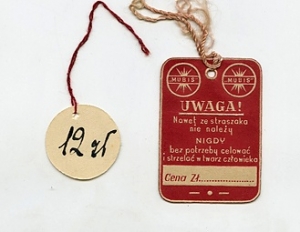 12 zł
"MUBIS" "MUBIS"
UWAGA!
Nawet ze straszaka
nie należy
NIGDY
bez potrzeby celować
i strzelać w twarz człowieka
Cena Zł..............